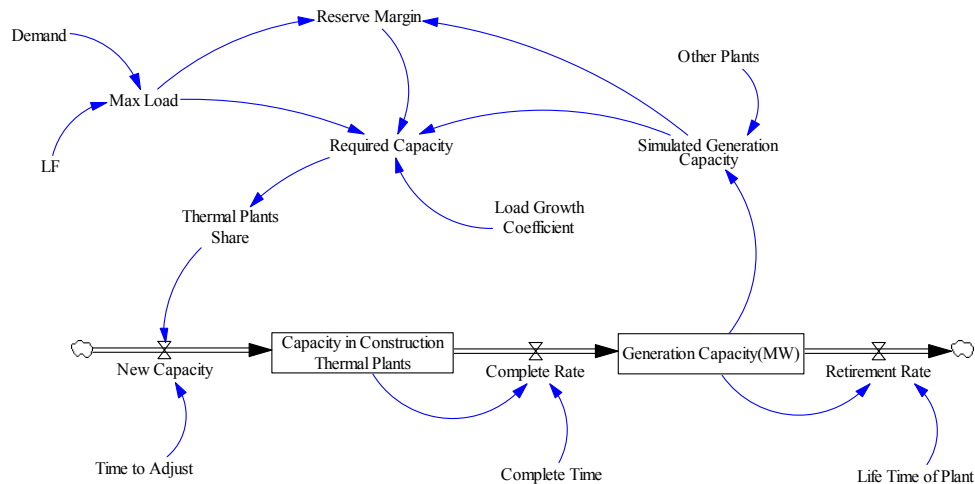 Reserve Margin
Demand
Other Plants
Max Load
Required Capacity
Simulated Generation
Capacity
LF
Thermal Plants
Share
Load Growth
Coefficient
Capacity in Construction
Thermal Plants
Generation Capacity(MW)
New Capacity
Complete Rate
Retirement Rate
Time to Adjust
Complete Time
Life Time of Plant